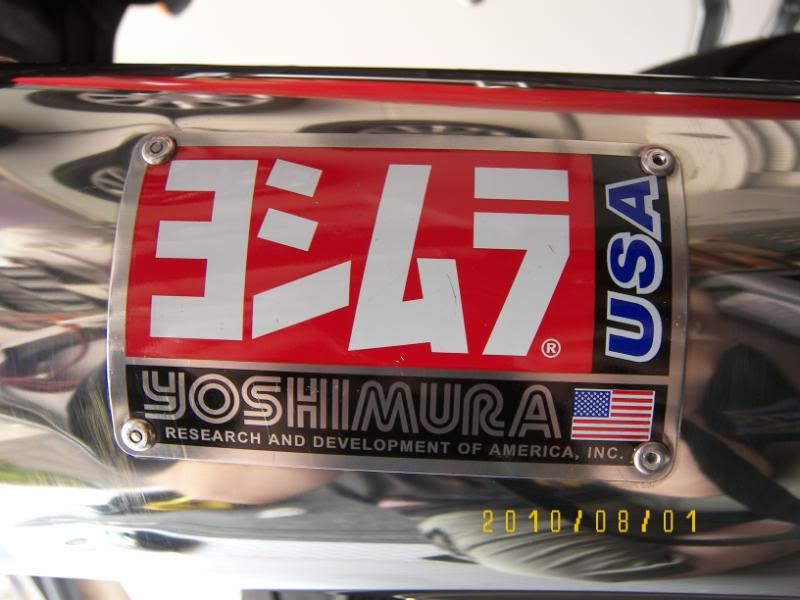 ヨシムラ®
USA
YOSHIMURA
RESEARCH AND DEVELOPMENT OF AMERICA, INC.
2010/08/01